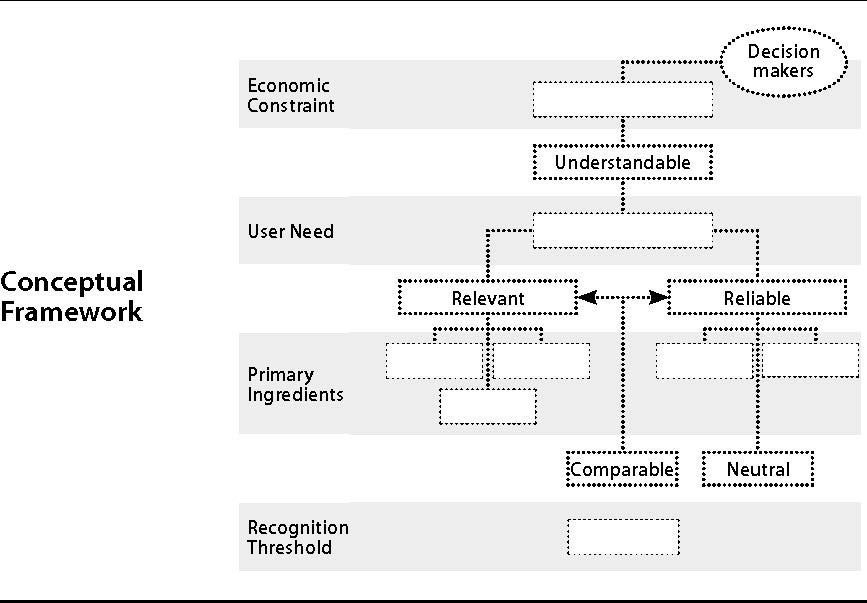 Decision
makers
Economic
Constraint
Understandable
User Need
Conceptual
Framework
Relevant
Reliable
Primary
Ingredients
Comparable
Neutral
Recognition
Threshold